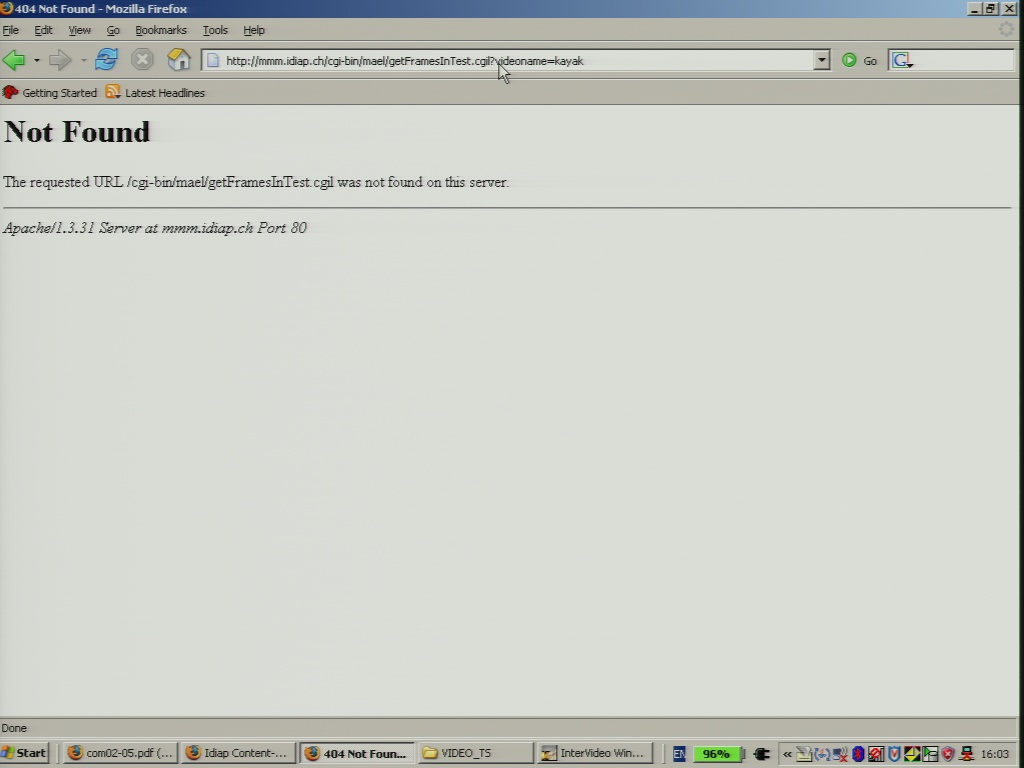 404 Not Found - Mozilla Firefox
File Edit View Go Bookmarks Tools Help
http://mmm.idiap.ch/cgi-bin/mael/getFramesInTest.cgil?videoname=kayak Go G
Getting Started Latest Headlines
Not Found
The requested URL /cgi-bin/mael/getFramesInTest.cgil was not found on this server.
Apache/1.3.31 Server at mmm.idiap.ch Port 80
Done
Start com02-05.pdf (... Idiap Content-... 404 Not Foun... VIDEO_TS InterVideo Win... EN 96% « 16:03